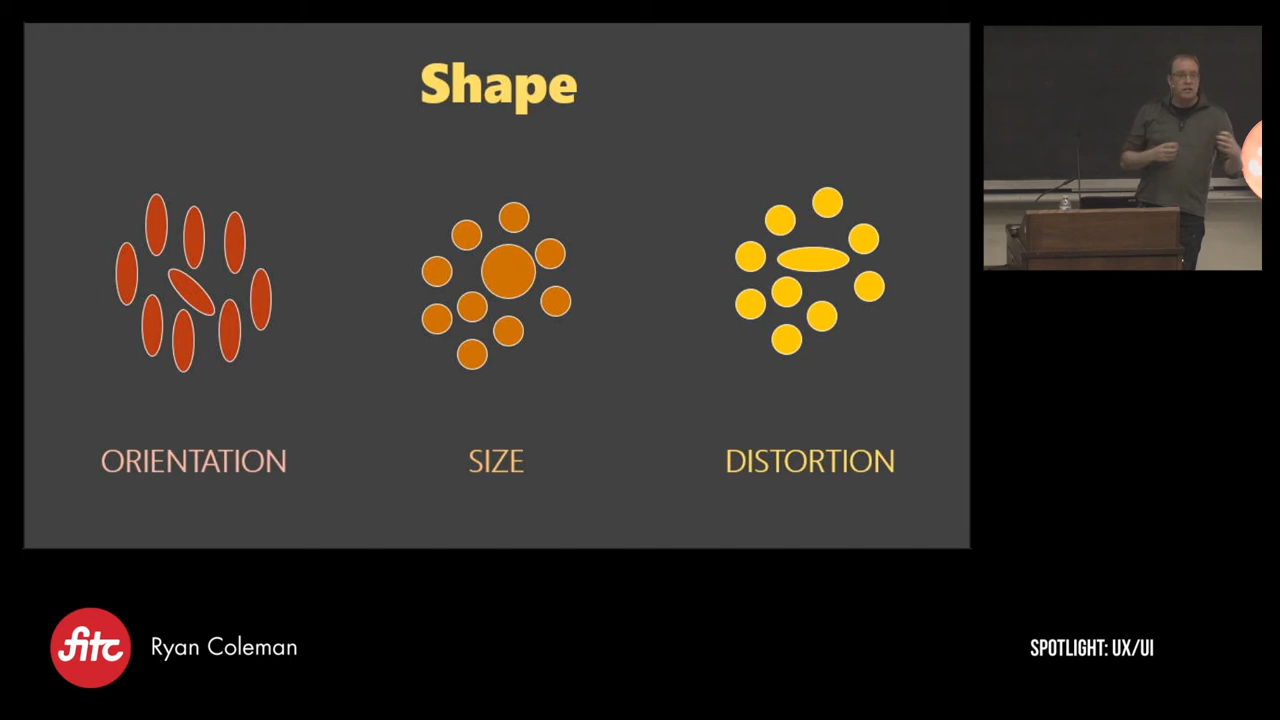 Shape
ORIENTATION
SIZE
DISTORTION
fitc
Ryan Coleman
SPOTLIGHT: UX/UI